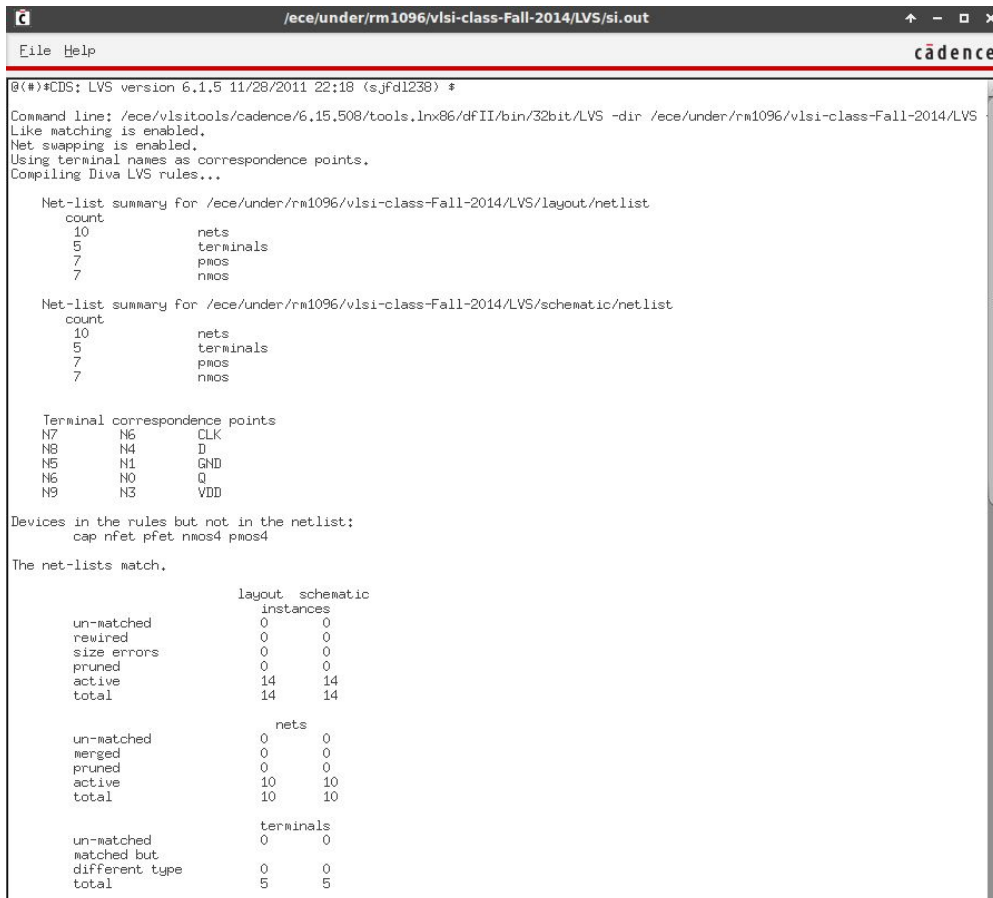 /ece/under/rm1096/vlsi-class-Fall-2014/LVS/si.out
File Help
cādence
@(#)$CDS: LVS version 6.1.5 11/28/2011 22:18 (sjfdl238) $
Command line: /ece/vlsitools/cadence/6.15.508/tools.lnx86/dfII/bin/32bit/LVS -dir /ece/under/rm1096/vlsi-class-Fall-2014/LVS -
Like matching is enabled.
Net swapping is enabled.
Using terminal names as correspondence points.
Compiling Diva LVS rules...
Net-list summary for /ece/under/rm1096/vlsi-class-Fall-2014/LVS/layout/netlist
count
10 nets
5 terminals
7 pmos
7 nmos
Net-list summary for /ece/under/rm1096/vlsi-class-Fall-2014/LVS/schematic/netlist
count
10 nets
5 terminals
7 pmos
7 nmos
Terminal correspondence points
N7 N6 CLK
N8 N4 D
N5 N1 GND
N6 N0 Q
N9 N3 VDD
Devices in the rules but not in the netlist:
cap nfet pfet nmos4 pmos4
The net-lists match.
layout schematic
instances
un-matched 0 0
rewired 0 0
size errors 0 0
pruned 0 0
active 14 14
total 14 14
nets
un-matched 0 0
merged 0 0
pruned 0 0
active 10 10
total 10 10
terminals
un-matched 0 0
matched but
different type 0 0
total 5 5